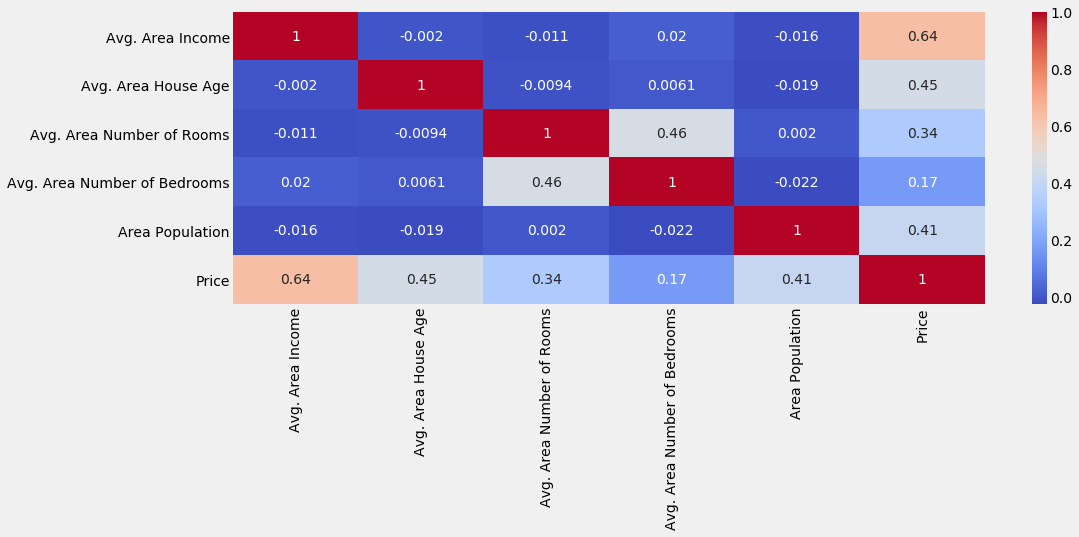 Avg. Area Income 1 -0.002 -0.011 0.02 -0.016 0.64
Avg. Area House Age -0.002 1 -0.0094 0.0061 -0.019 0.45
Avg. Area Number of Rooms -0.011 -0.0094 1 0.46 0.002 0.34
Avg. Area Number of Bedrooms 0.02 0.0061 0.46 1 -0.022 0.17
Area Population -0.016 -0.019 0.002 -0.022 1 0.41
Price 0.64 0.45 0.34 0.17 0.41 1
Avg. Area Income
Avg. Area House Age
Avg. Area Number of Rooms
Avg. Area Number of Bedrooms
Area Population
Price
1.0
0.8
0.6
0.4
0.2
0.0